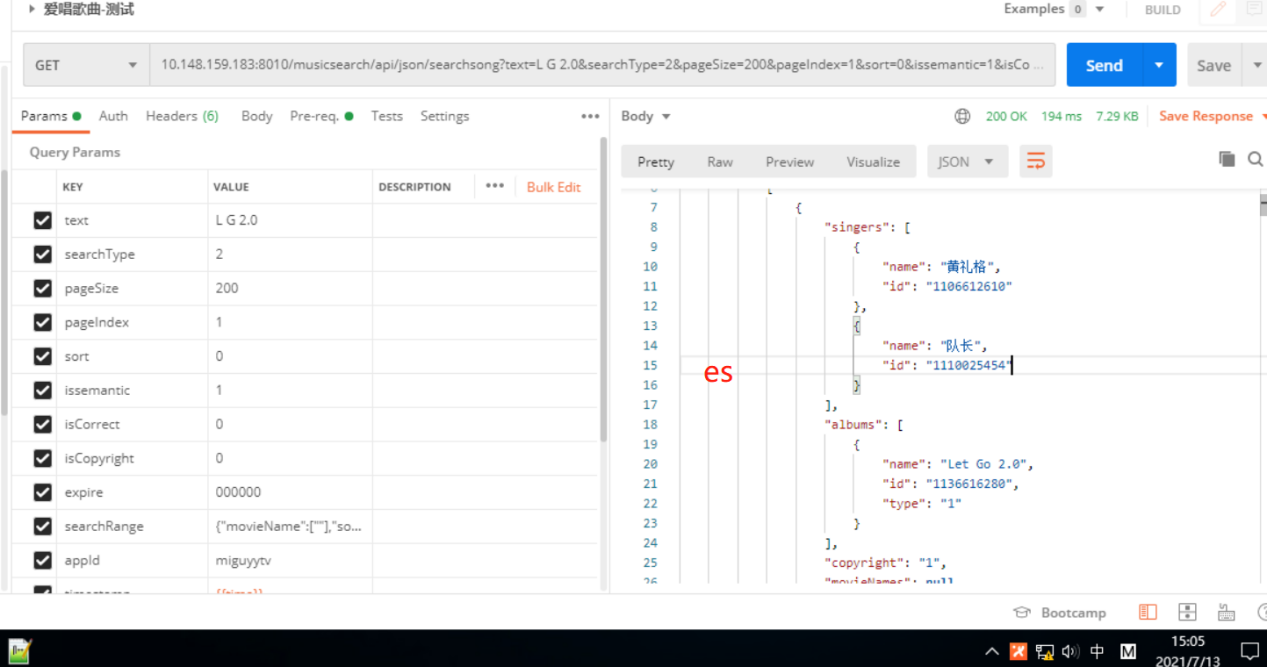 爱唱歌曲-测试
Examples 0
BUILD
GET
10.148.159.183:8010/musicsearch/api/json/searchsong?text=L G 2.0&searchType=2&pageSize=200&pageIndex=1&sort=0&issemantic=1&isCo ...
Send
Save
Params
Auth
Headers (6)
Body
Pre-req.
Tests
Settings
•••
Query Params
KEY VALUE DESCRIPTION ••• Bulk Edit
text L G 2.0
searchType 2
pageSize 200
pageIndex 1
sort 0
issemantic 1
isCorrect 0
isCopyright 0
expire 000000
searchRange {"movieName":[""],"so...
appId miguyytv
timestamp {{time}}
Body
200 OK 194 ms 7.29 KB Save Response
Pretty Raw Preview Visualize JSON
6 [
7 {
8 "singers": [
9 {
10 "name": "黄礼格",
11 "id": "1106612610"
12 },
13 {
14 "name": "队长",
15 "id": "1110025454"
es
16 }
17 ],
18 "albums": [
19 {
20 "name": "Let Go 2.0",
21 "id": "1136616280",
22 "type": "1"
23 }
24 ],
25 "copyright": "1",
26 "movieNames": null
Bootcamp
中 M
15:05
2021/7/13